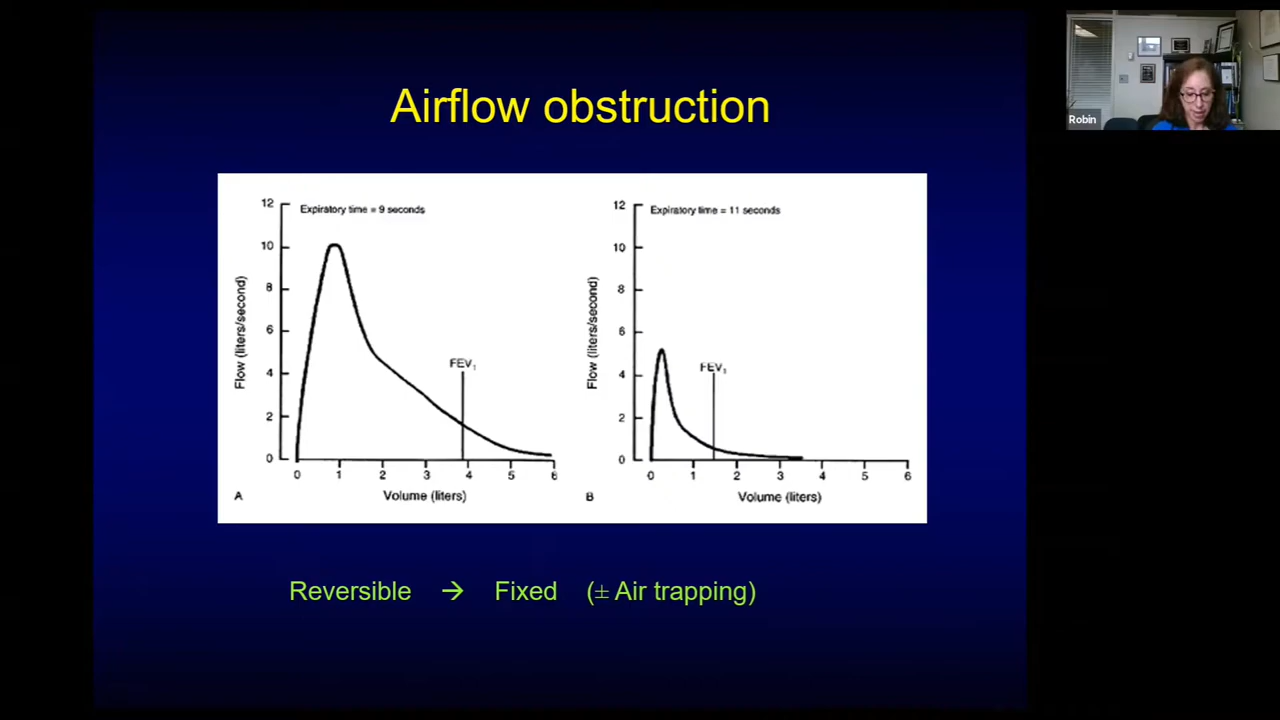 Airflow obstruction
Robin
Expiratory time = 9 seconds
12
10
8
6
4
2
0
Flow (liters/second)
FEV₁
0 1 2 3 4 5 6
A
Volume (liters)
Expiratory time = 11 seconds
12
10
8
6
4
2
0
Flow (liters/second)
FEV₁
0 1 2 3 4 5 6
B
Volume (liters)
Reversible → Fixed (± Air trapping)